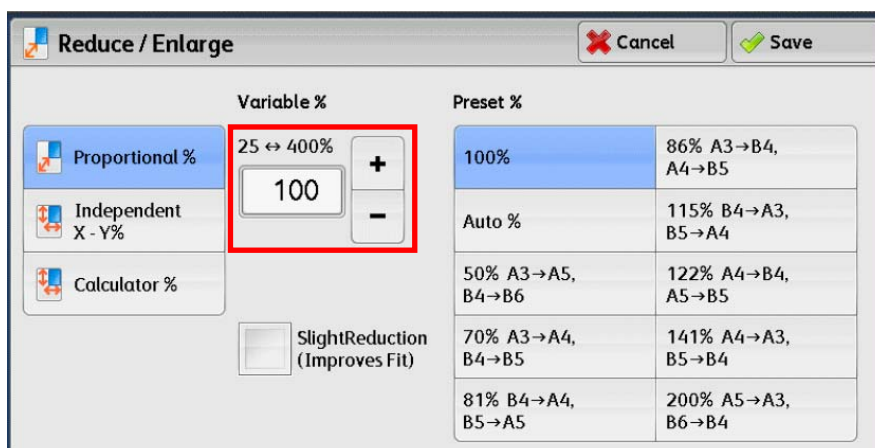 Reduce / Enlarge
Cancel
Save
Variable %
Preset %
Proportional %
Independent
X - Y%
Calculator %
25 ↔ 400%
100
+
−
SlightReduction
(Improves Fit)
100%
86% A3→B4,
A4→B5
Auto %
115% B4→A3,
B5→A4
50% A3→A5,
B4→B6
122% A4→B4,
A5→B5
70% A3→A4,
B4→B5
141% A4→A3,
B5→B4
81% B4→A4,
B5→A5
200% A5→A3,
B6→B4